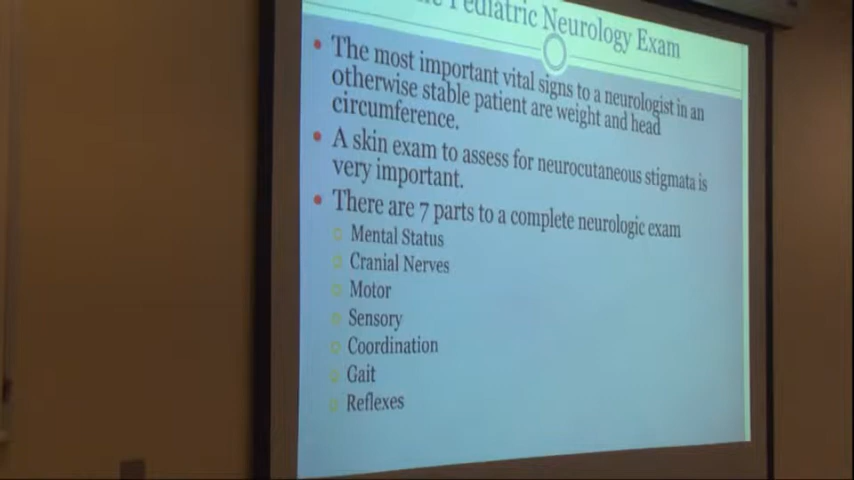 Pediatric Neurology Exam
The most important vital signs to a neurologist in an
otherwise stable patient are weight and head
circumference.
A skin exam to assess for neurocutaneous stigmata is
very important.
There are 7 parts to a complete neurologic exam
Mental Status
Cranial Nerves
Motor
Sensory
Coordination
Gait
Reflexes